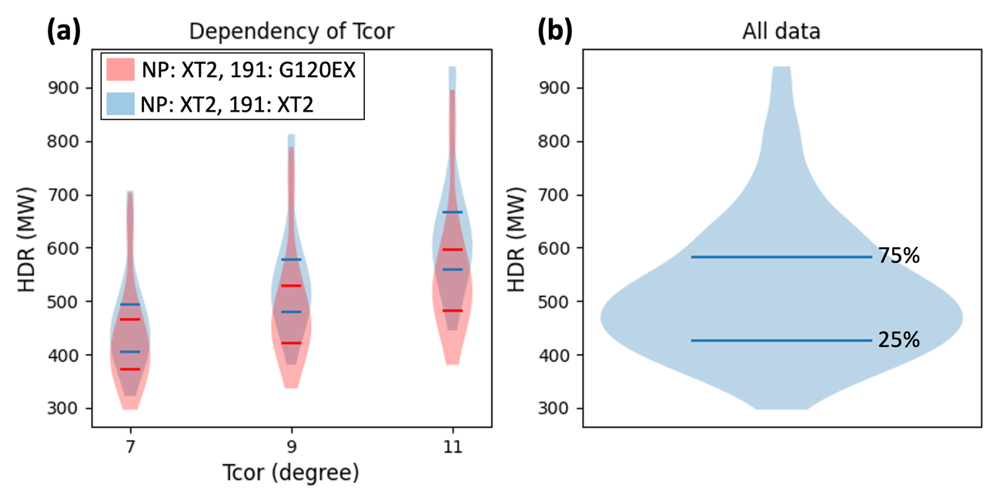 (a)
Dependency of Tcor
NP: XT2, 191: G120EX
NP: XT2, 191: XT2
900
800
700
600
500
400
300
HDR (MW)
7
9
11
Tcor (degree)
(b)
All data
900
800
700
600
500
400
300
HDR (MW)
75%
25%